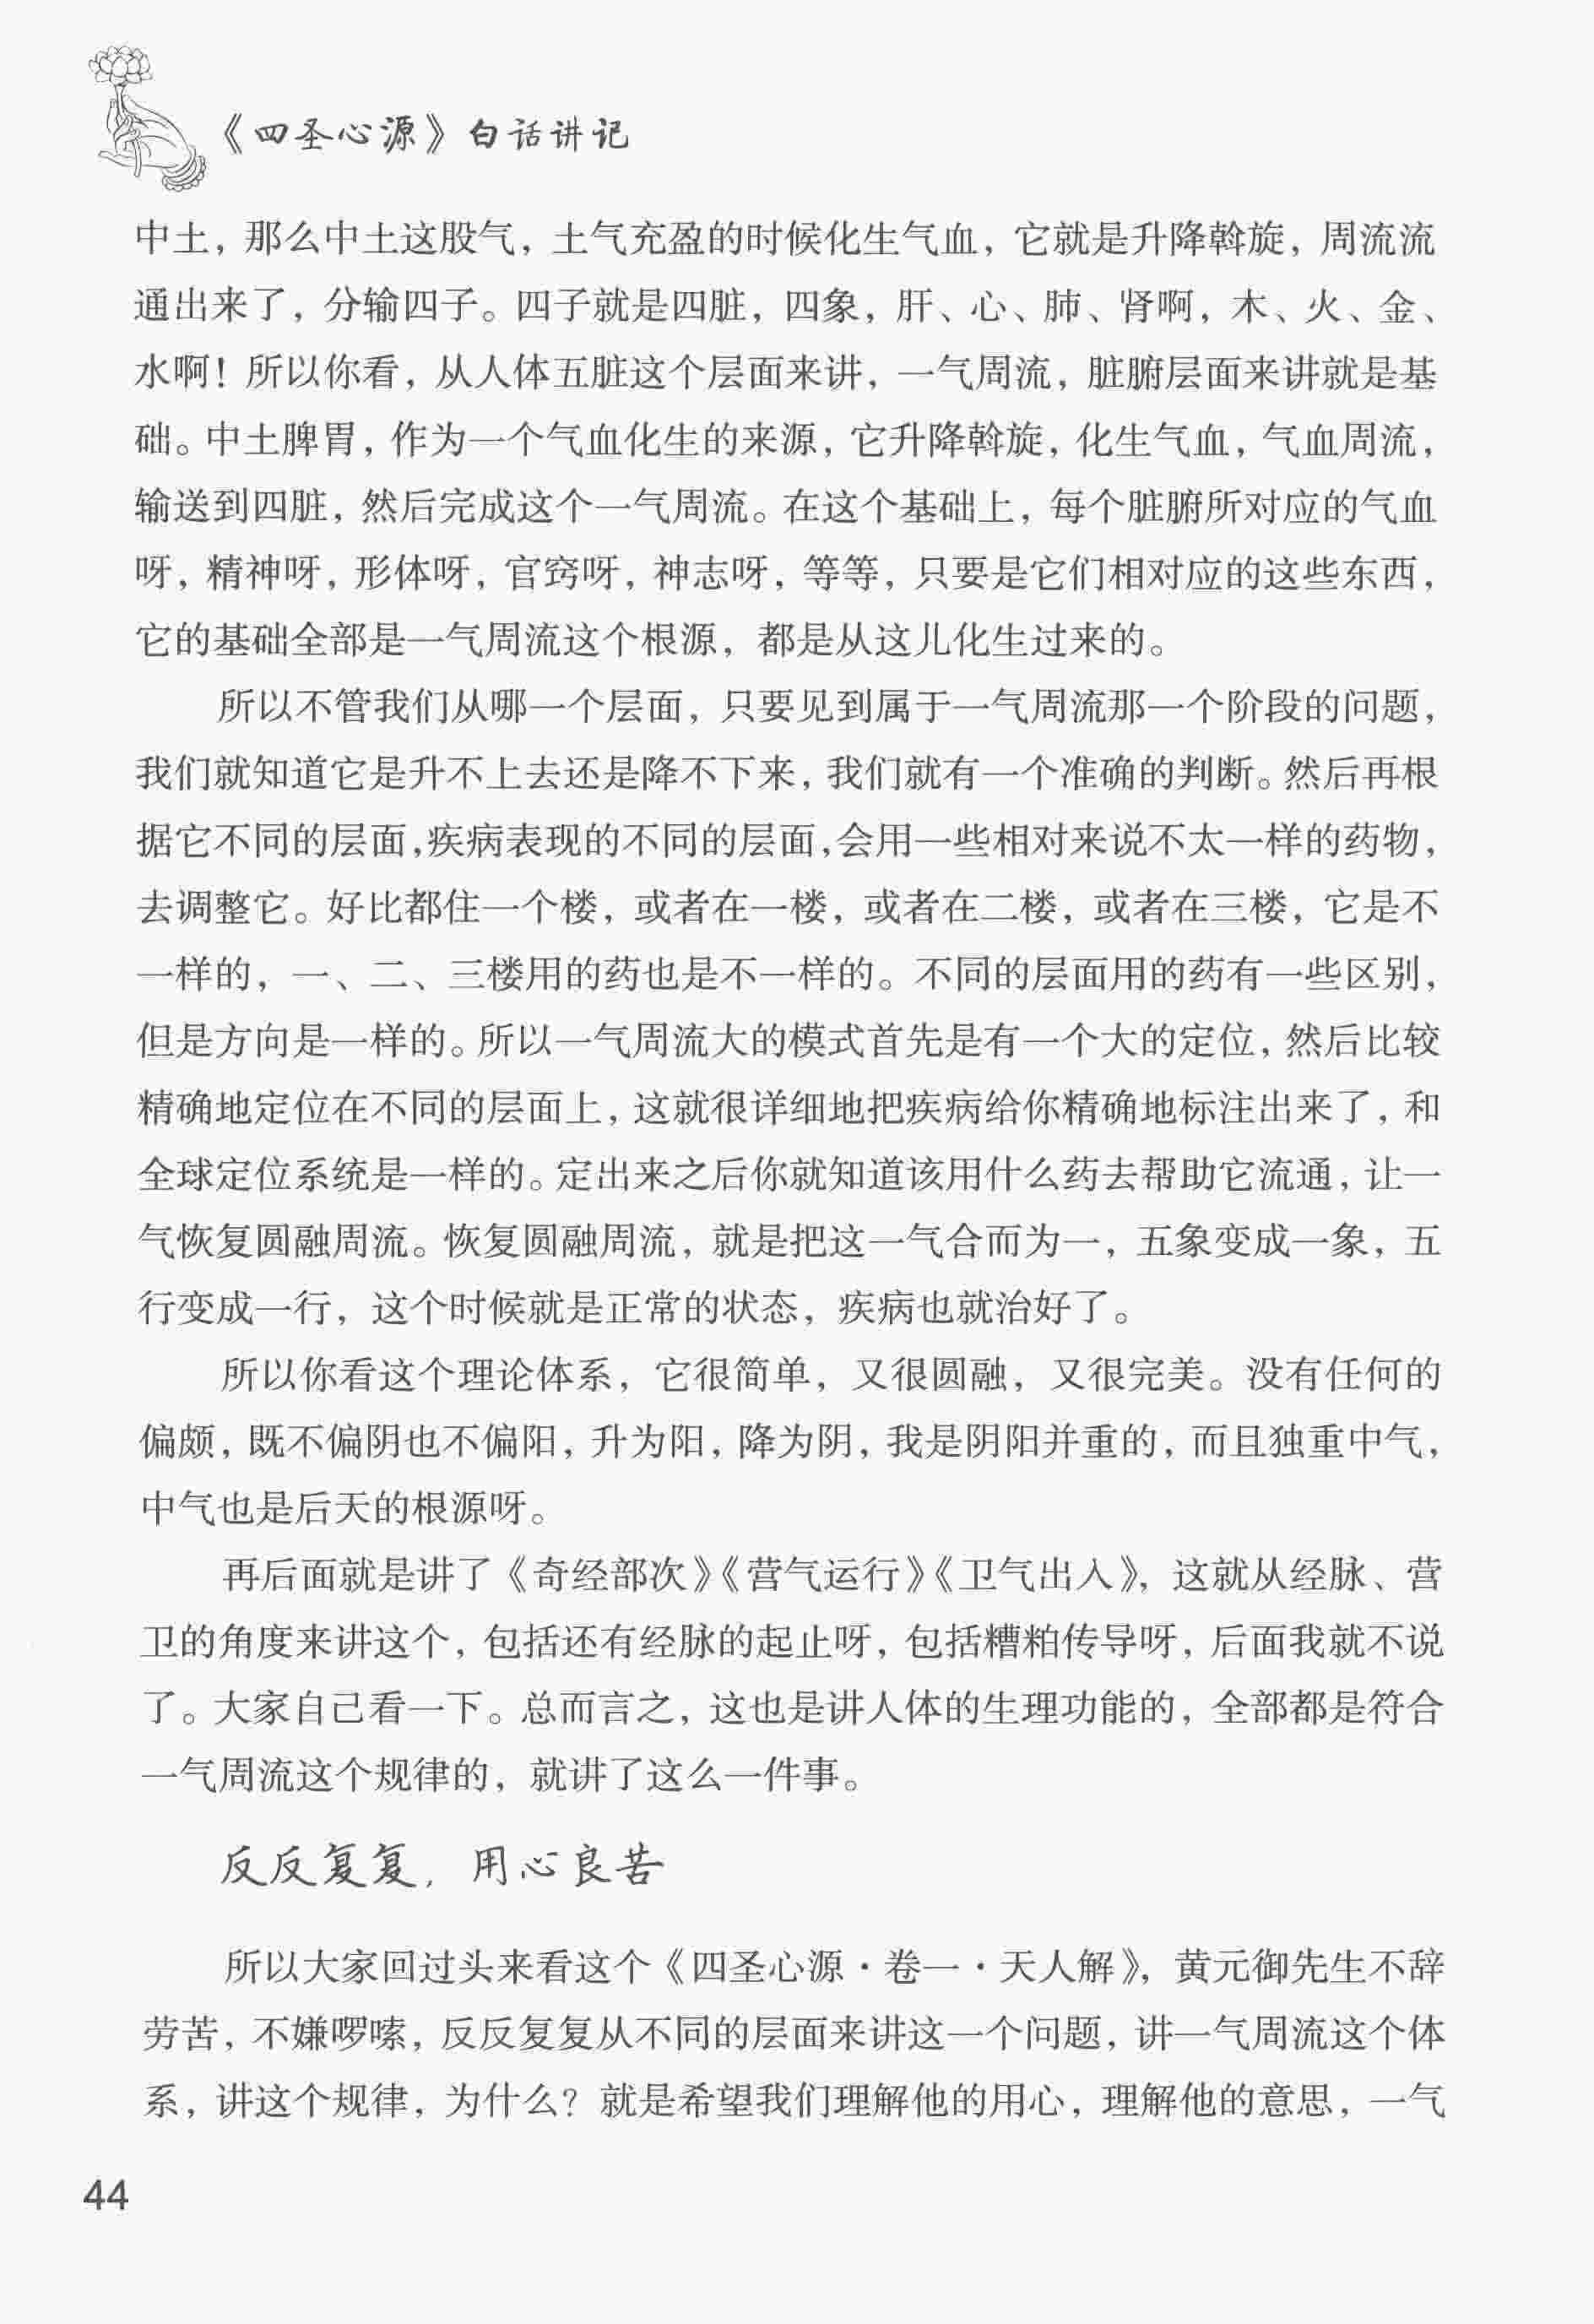 《四圣心源》白话讲记
中土，那么中土这股气，土气充盈的时候化生气血，它就是升降斡旋，周流流
通出来了，分输四子。四子就是四脏，四象，肝、心、肺、肾啊，木、火、金、
水啊！所以你看，从人体五脏这个层面来讲，一气周流，脏腑层面来讲就是基
础。中土脾胃，作为一个气血化生的来源，它升降斡旋，化生气血，气血周流，
输送到四脏，然后完成这个一气周流。在这个基础上，每个脏腑所对应的气血
呀，精神呀，形体呀，官窍呀，神志呀，等等，只要是它们相对应的这些东西，
它的基础全部是一气周流这个根源，都是从这儿化生过来的。
所以不管我们从哪一个层面，只要见到属于一气周流那一个阶段的问题，
我们就知道它是升不上去还是降不下来，我们就有一个准确的判断。然后再根
据它不同的层面，疾病表现的不同的层面，会用一些相对来说不太一样的药物，
去调整它。好比都住一个楼，或者在一楼，或者在二楼，或者在三楼，它是不
一样的，一、二、三楼用的药也是不一样的。不同的层面用的药有一些区别，
但是方向是一样的。所以一气周流大的模式首先是有一个大的定位，然后比较
精确地定位在不同的层面上，这就很详细地把疾病给你精确地标注出来了，和
全球定位系统是一样的。定出来之后你就知道该用什么药去帮助它流通，让一
气恢复圆融周流。恢复圆融周流，就是把这一气合而为一，五象变成一象，五
行变成一行，这个时候就是正常的状态，疾病也就治好了。
所以你看这个理论体系，它很简单，又很圆融，又很完美。没有任何的
偏颇，既不偏阴也不偏阳，升为阳，降为阴，我是阴阳并重的，而且独重中气，
中气也是后天的根源呀。
再后面就是讲了《奇经部次》《营气运行》《卫气出入》，这就从经脉、营
卫的角度来讲这个，包括还有经脉的起止呀，包括糟粕传导呀，后面我就不说
了。大家自己看一下。总而言之，这也是讲人体的生理功能的，全部都是符合
一气周流这个规律的，就讲了这么一件事。
反反复复，用心良苦
所以大家回过头来看这个《四圣心源·卷一·天人解》，黄元御先生不辞
劳苦，不嫌啰嗦，反反复复从不同的层面来讲这一个问题，讲一气周流这个体
系，讲这个规律，为什么？就是希望我们理解他的用心，理解他的意思，一气
44